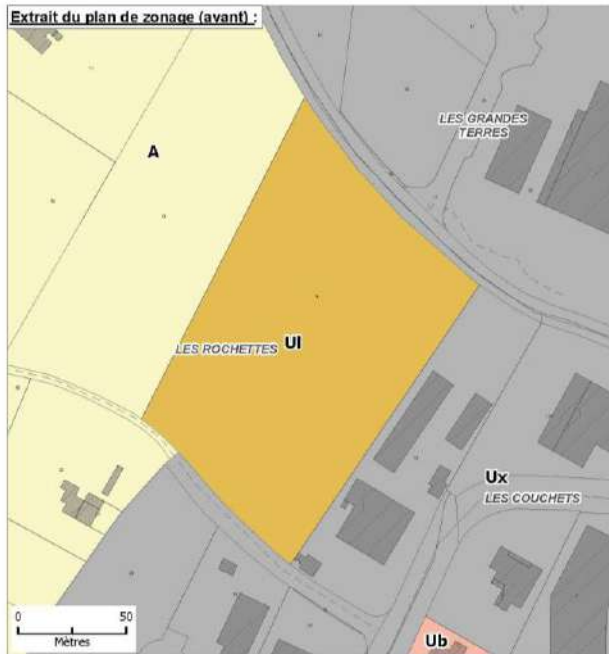 Extrait du plan de zonage (avant) :
LES GRANDES
TERRES
A
LES ROCHETTES
Ul
Ux
LES COUCHETS
0 50
Mètres
Ub